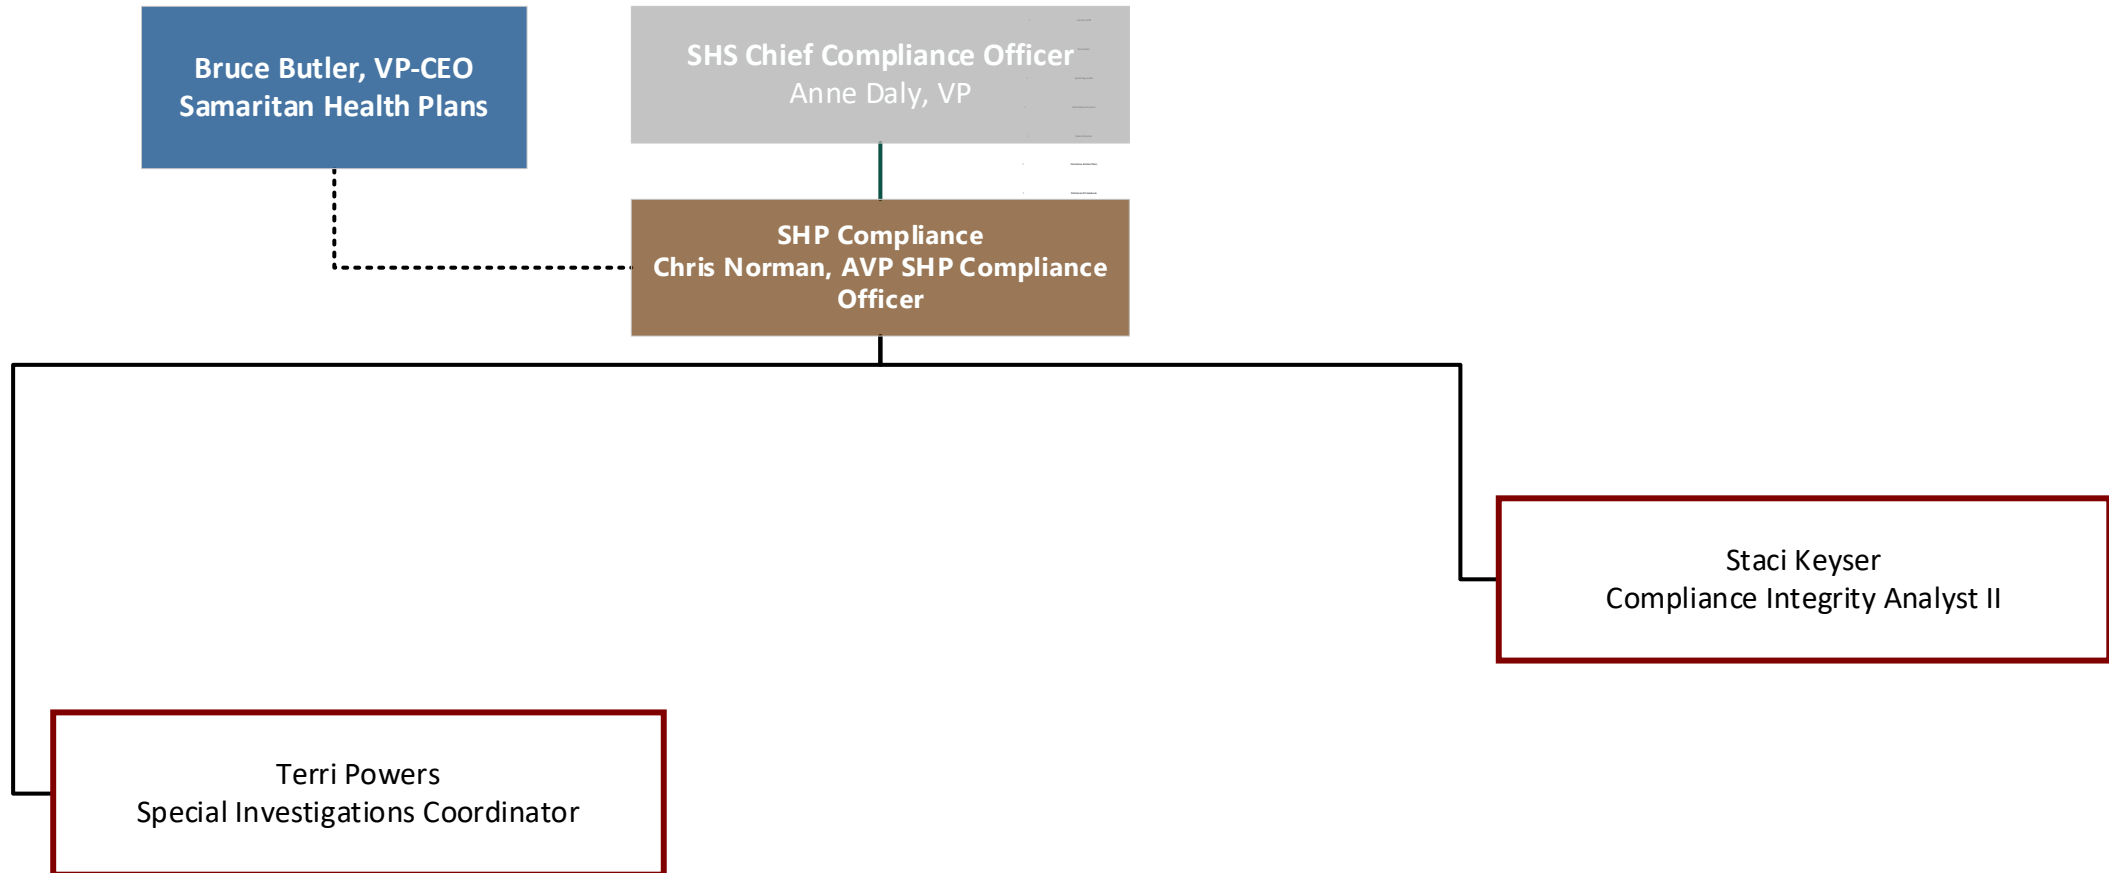 Bruce Butler, VP-CEO
Samaritan Health Plans
SHS Chief Compliance Officer
Anne Daly, VP
SHP Compliance
Chris Norman, AVP SHP Compliance
Officer
Staci Keyser
Compliance Integrity Analyst II
Terri Powers
Special Investigations Coordinator